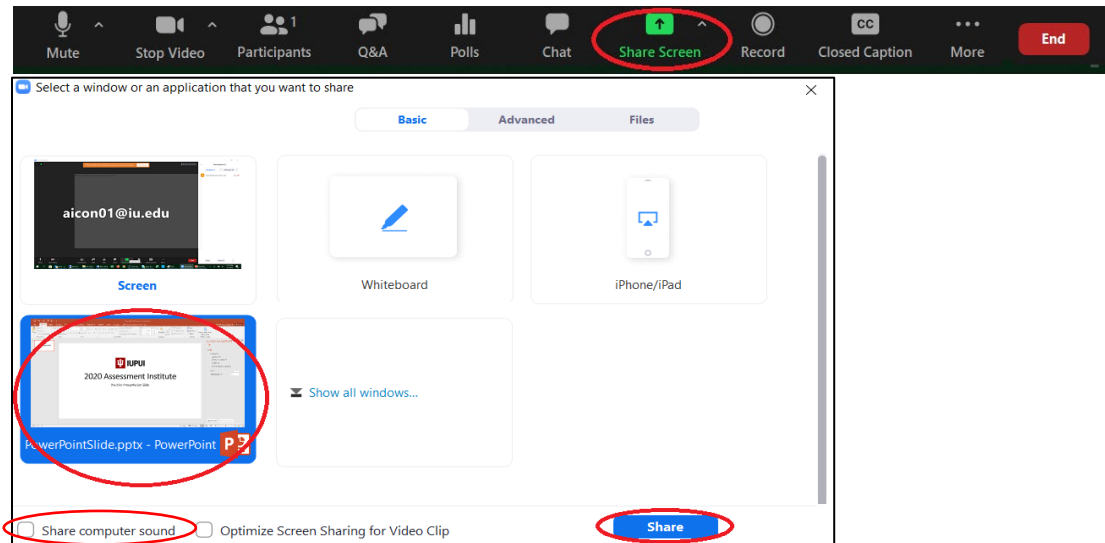 1
Mute Stop Video Participants Q&A Polls Chat Share Screen Record Closed Caption More End
CC
Select a window or an application that you want to share
Basic Advanced Files
aicon01@iu.edu
Screen Whiteboard iPhone/iPad
IUPUI
2020 Assessment Institute
Show all windows...
PowerPointSlide.pptx - PowerPoint
Share computer sound Optimize Screen Sharing for Video Clip Share